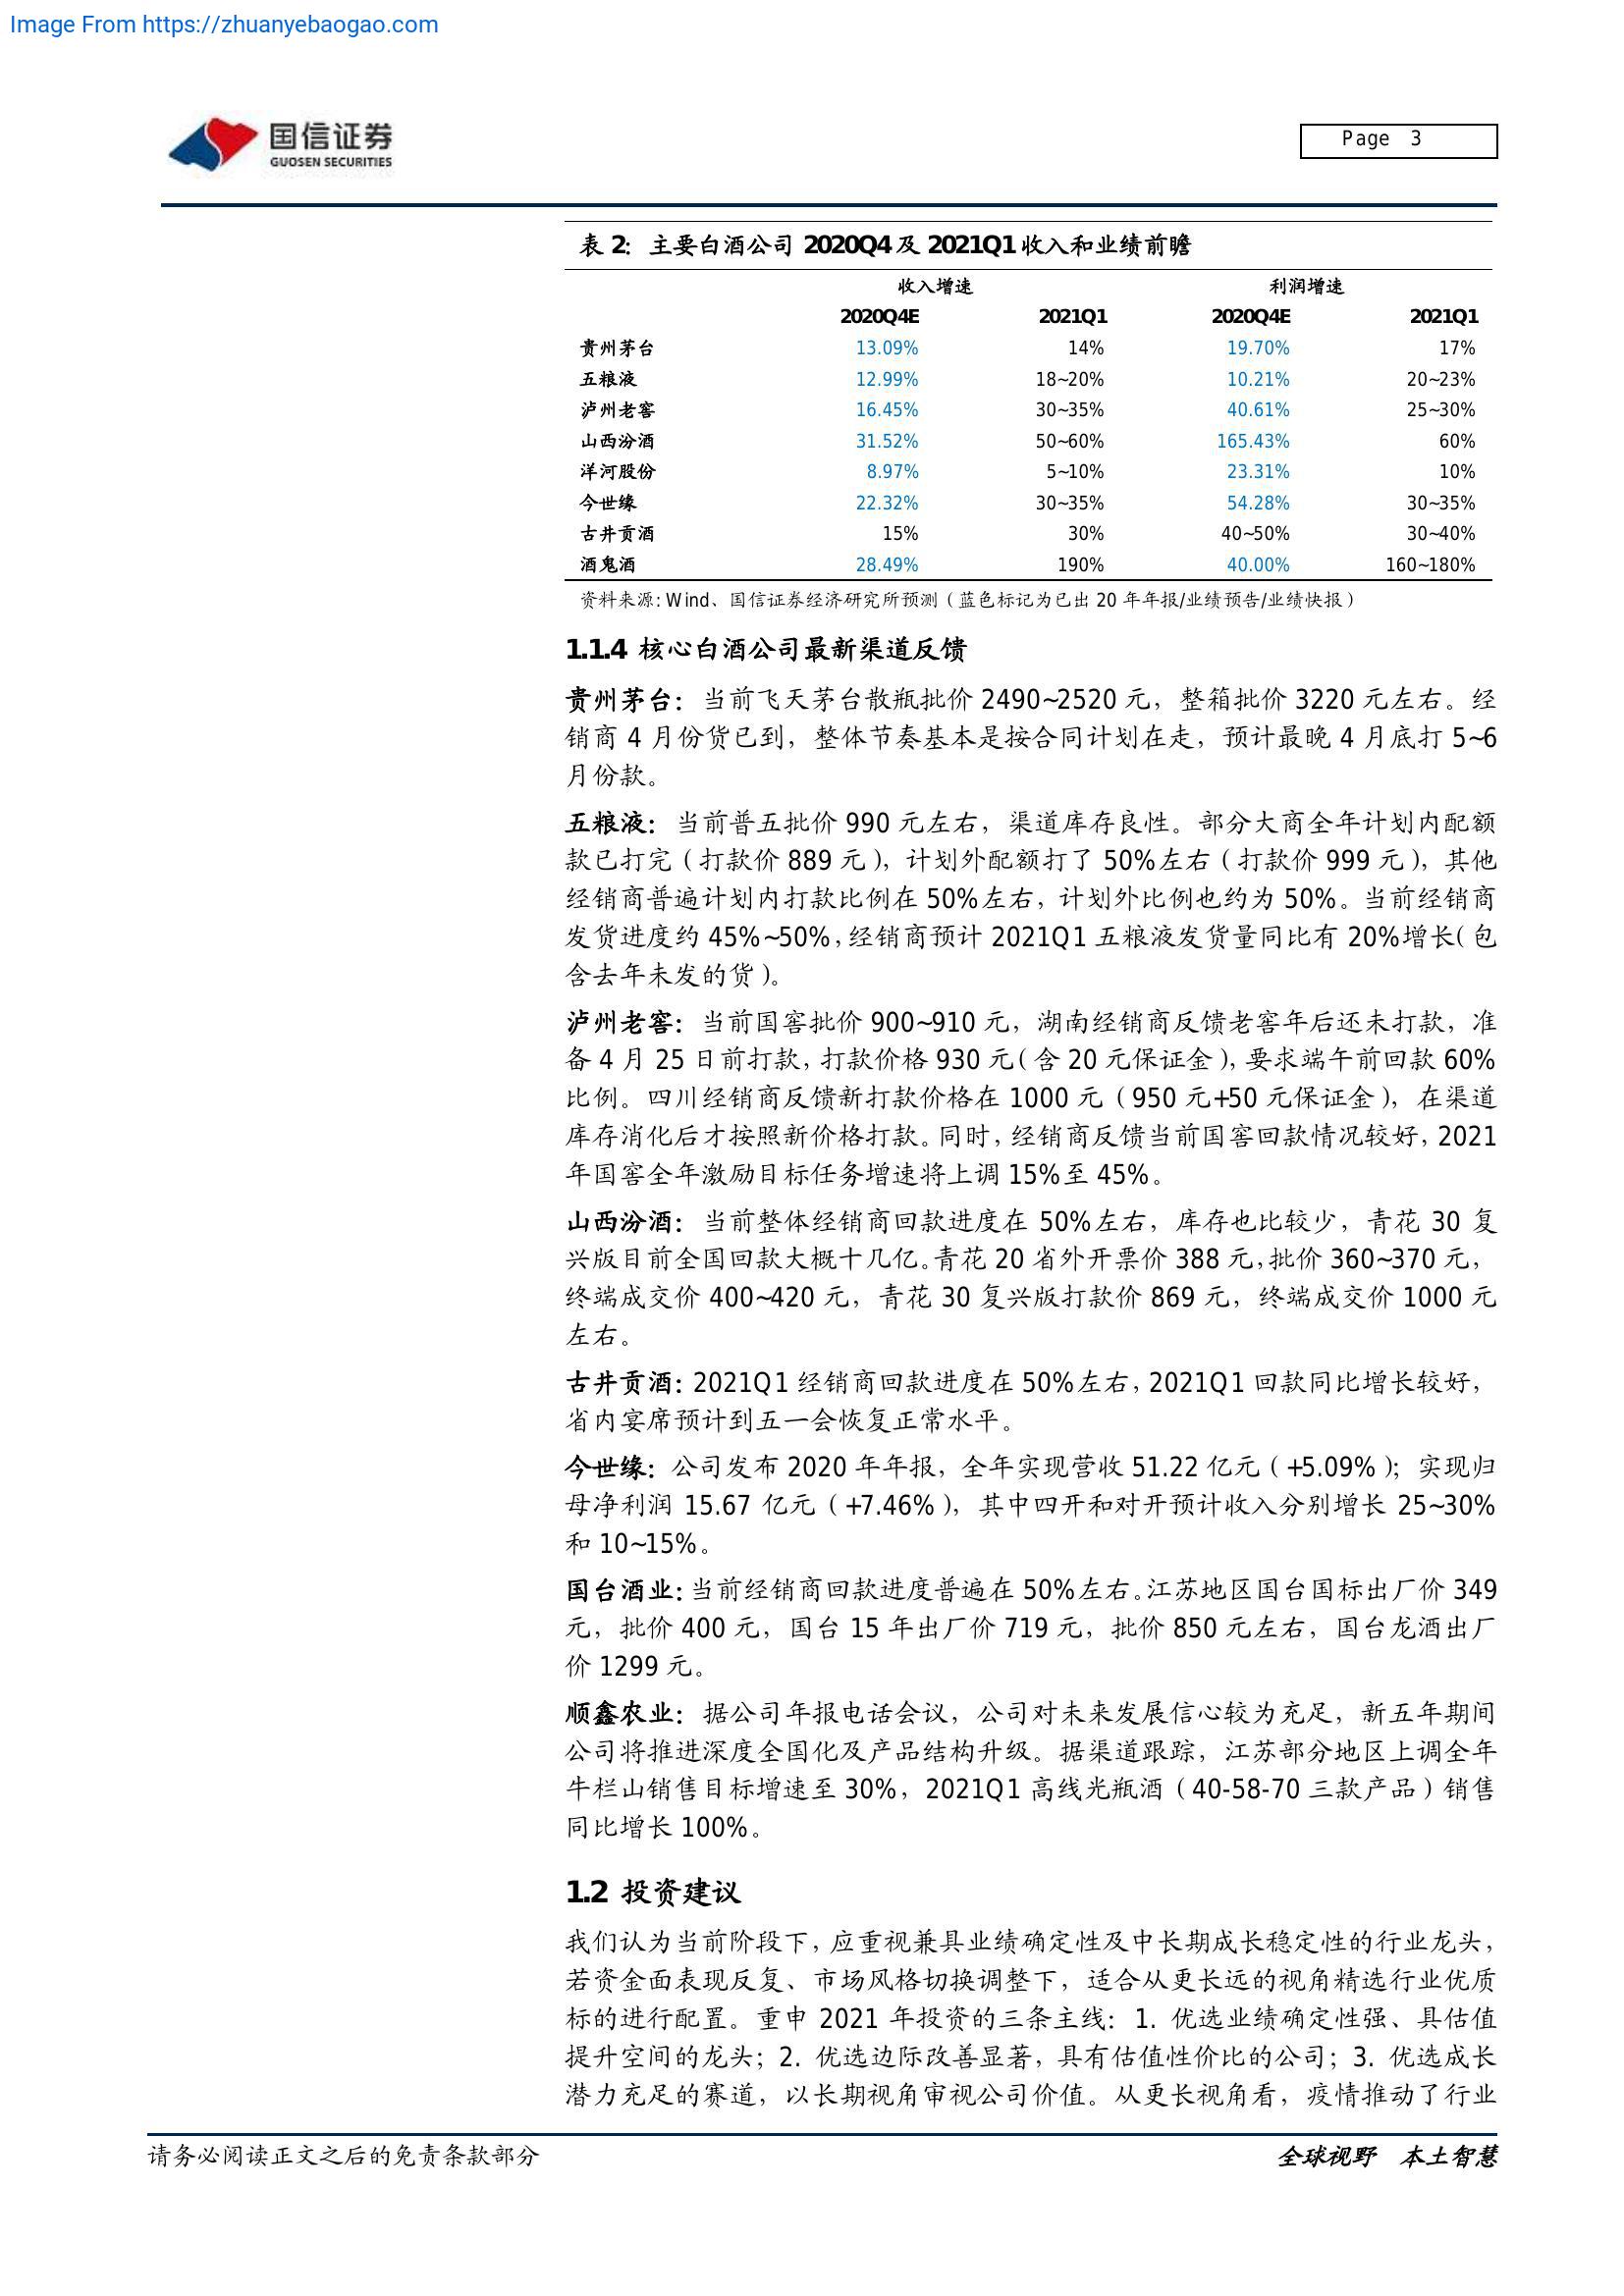 Image From https://zhuanyebaogao.com
国信证券
GUOSEN SECURITIES
Page 3
表 2：主要白酒公司 2020Q4 及 2021Q1 收入和业绩前瞻
收入增速 利润增速
2020Q4E 2021Q1 2020Q4E 2021Q1
贵州茅台 13.09% 14% 19.70% 17%
五粮液 12.99% 18~20% 10.21% 20~23%
泸州老窖 16.45% 30~35% 40.61% 25~30%
山西汾酒 31.52% 50~60% 165.43% 60%
洋河股份 8.97% 5~10% 23.31% 10%
今世缘 22.32% 30~35% 54.28% 30~35%
古井贡酒 15% 30% 40~50% 30~40%
酒鬼酒 28.49% 190% 40.00% 160~180%
资料来源: Wind、国信证券经济研究所预测（蓝色标记为已出 20 年年报/业绩预告/业绩快报）
1.1.4 核心白酒公司最新渠道反馈
贵州茅台：当前飞天茅台散瓶批价 2490~2520 元，整箱批价 3220 元左右。经
销商 4 月份货已到，整体节奏基本是按合同计划在走，预计最晚 4 月底打 5~6
月份款。
五粮液：当前普五批价 990 元左右，渠道库存良性。部分大商全年计划内配额
款已打完（打款价 889 元），计划外配额打了 50%左右（打款价 999 元），其他
经销商普遍计划内打款比例在 50%左右，计划外比例也约为 50%。当前经销商
发货进度约 45%~50%，经销商预计 2021Q1 五粮液发货量同比有 20%增长（包
含去年未发的货）。
泸州老窖：当前国窖批价 900~910 元，湖南经销商反馈老窖年后还未打款，准
备 4 月 25 日前打款，打款价格 930 元（含 20 元保证金），要求端午前回款 60%
比例。四川经销商反馈新打款价格在 1000 元（950 元+50 元保证金），在渠道
库存消化后才按照新价格打款。同时，经销商反馈当前国窖回款情况较好，2021
年国窖全年激励目标任务增速将上调 15%至 45%。
山西汾酒：当前整体经销商回款进度在 50%左右，库存也比较少，青花 30 复
兴版目前全国回款大概十几亿。青花 20 省外开票价 388 元，批价 360~370 元，
终端成交价 400~420 元，青花 30 复兴版打款价 869 元，终端成交价 1000 元
左右。
古井贡酒：2021Q1 经销商回款进度在 50%左右，2021Q1 回款同比增长较好，
省内宴席预计到五一会恢复正常水平。
今世缘：公司发布 2020 年年报，全年实现营收 51.22 亿元（+5.09%）；实现归
母净利润 15.67 亿元（+7.46%），其中四开和对开预计收入分别增长 25~30%
和 10~15%。
国台酒业：当前经销商回款进度普遍在 50%左右。江苏地区国台国标出厂价 349
元，批价 400 元，国台 15 年出厂价 719 元，批价 850 元左右，国台龙酒出厂
价 1299 元。
顺鑫农业：据公司年报电话会议，公司对未来发展信心较为充足，新五年期间
公司将推进深度全国化及产品结构升级。据渠道跟踪，江苏部分地区上调全年
牛栏山销售目标增速至 30%，2021Q1 高线光瓶酒（40-58-70 三款产品）销售
同比增长 100%。
1.2 投资建议
我们认为当前阶段下，应重视兼具业绩确定性及中长期成长稳定性的行业龙头，
若资金面表现反复、市场风格切换调整下，适合从更长远的视角精选行业优质
标的进行配置。重申 2021 年投资的三条主线：1. 优选业绩确定性强、具估值
提升空间的龙头；2. 优选边际改善显著，具有估值性价比的公司；3. 优选成长
潜力充足的赛道，以长期视角审视公司价值。从更长视角看，疫情推动了行业
请务必阅读正文之后的免责条款部分 全球视野 本土智慧